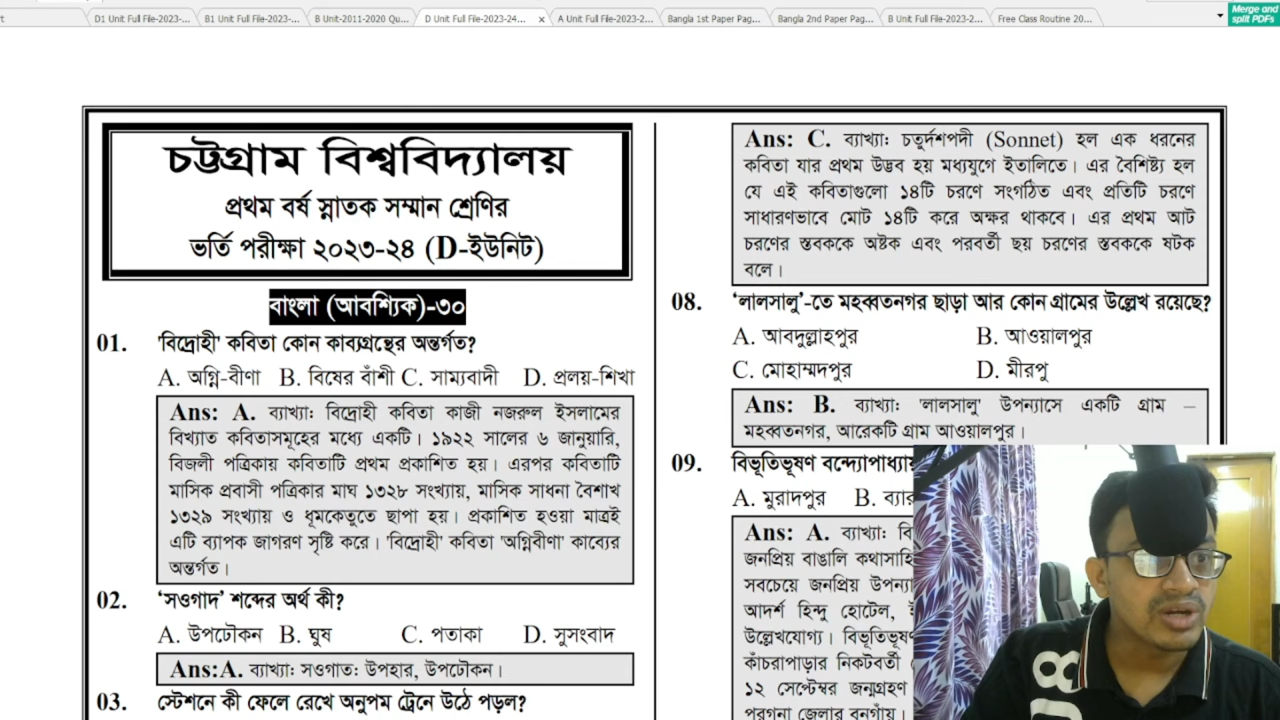 D1 Unit Full File-2023-...
B1 Unit Full File-2023-...
B Unit-2011-2020 Qu...
D Unit Full File-2023-24...
A Unit Full File-2023-2...
Bangla 1st Paper Pag...
Bangla 2nd Paper Pag...
B Unit Full File-2023-2...
Free Class Routine 20...
Merge and
split PDFs
চট্টগ্রাম বিশ্ববিদ্যালয়
প্রথম বর্ষ স্নাতক সম্মান শ্রেণির
ভর্তি পরীক্ষা ২০২৩-২৪ (D-ইউনিট)
বাংলা (আবশ্যিক)-৩০
01. 'বিদ্রোহী' কবিতা কোন কাব্যগ্রন্থের অন্তর্গত?
A. অগ্নি-বীণা B. বিষের বাঁশী C. সাম্যবাদী D. প্রলয়-শিখা
Ans: A. ব্যাখ্যা: বিদ্রোহী কবিতা কাজী নজরুল ইসলামের
বিখ্যাত কবিতাসমূহের মধ্যে একটি। ১৯২২ সালের ৬ জানুয়ারি,
বিজলী পত্রিকায় কবিতাটি প্রথম প্রকাশিত হয়। এরপর কবিতাটি
মাসিক প্রবাসী পত্রিকার মাঘ ১৩২৮ সংখ্যায়, মাসিক সাধনা বৈশাখ
১৩২৯ সংখ্যায় ও ধূমকেতুতে ছাপা হয়। প্রকাশিত হওয়া মাত্রই
এটি ব্যাপক জাগরণ সৃষ্টি করে। 'বিদ্রোহী' কবিতা 'অগ্নিবীণা' কাব্যের
অন্তর্গত।
02. ‘সওগাদ’ শব্দের অর্থ কী?
A. উপঢৌকন B. ঘুষ C. পতাকা D. সুসংবাদ
Ans:A. ব্যাখ্যা: সওগাত: উপহার, উপঢৌকন।
03. স্টেশনে কী ফেলে রেখে অনুপম ট্রেনে উঠে পড়ল?
Ans: C. ব্যাখ্যা: চতুর্দশপদী (Sonnet) হল এক ধরনের
কবিতা যার প্রথম উদ্ভব হয় মধ্যযুগে ইতালিতে। এর বৈশিষ্ট্য হল
যে এই কবিতাগুলো ১৪টি চরণে সংগঠিত এবং প্রতিটি চরণে
সাধারণভাবে মোট ১৪টি করে অক্ষর থাকবে। এর প্রথম আট
চরণের স্তবককে অষ্টক এবং পরবর্তী ছয় চরণের স্তবককে ষটক
বলে।
08. ‘লালসালু’-তে মহব্বতনগর ছাড়া আর কোন গ্রামের উল্লেখ রয়েছে?
A. আবদুল্লাহপুর B. আওয়ালপুর
C. মোহাম্মদপুর D. মীরপু
Ans: B. ব্যাখ্যা: 'লালসালু' উপন্যাসে একটি গ্রাম –
মহব্বতনগর, আরেকটি গ্রাম আওয়ালপুর।
09. বিভূতিভূষণ বন্দ্যোপাধ্যায়
A. মুরাদপুর B.
Ans: A. ব্যাখ্যা:
জনপ্রিয় বাঙালি
সবচেয়ে জনপ্রিয়
আদর্শ হিন্দু হোটেল,
উল্লেখযোগ্য।
কাঁচরাপাড়ার নিকটবর্তী
১২ সেপ্টেম্বর জন্মগ্রহণ
পরগনা জেলার বনগাঁয়।